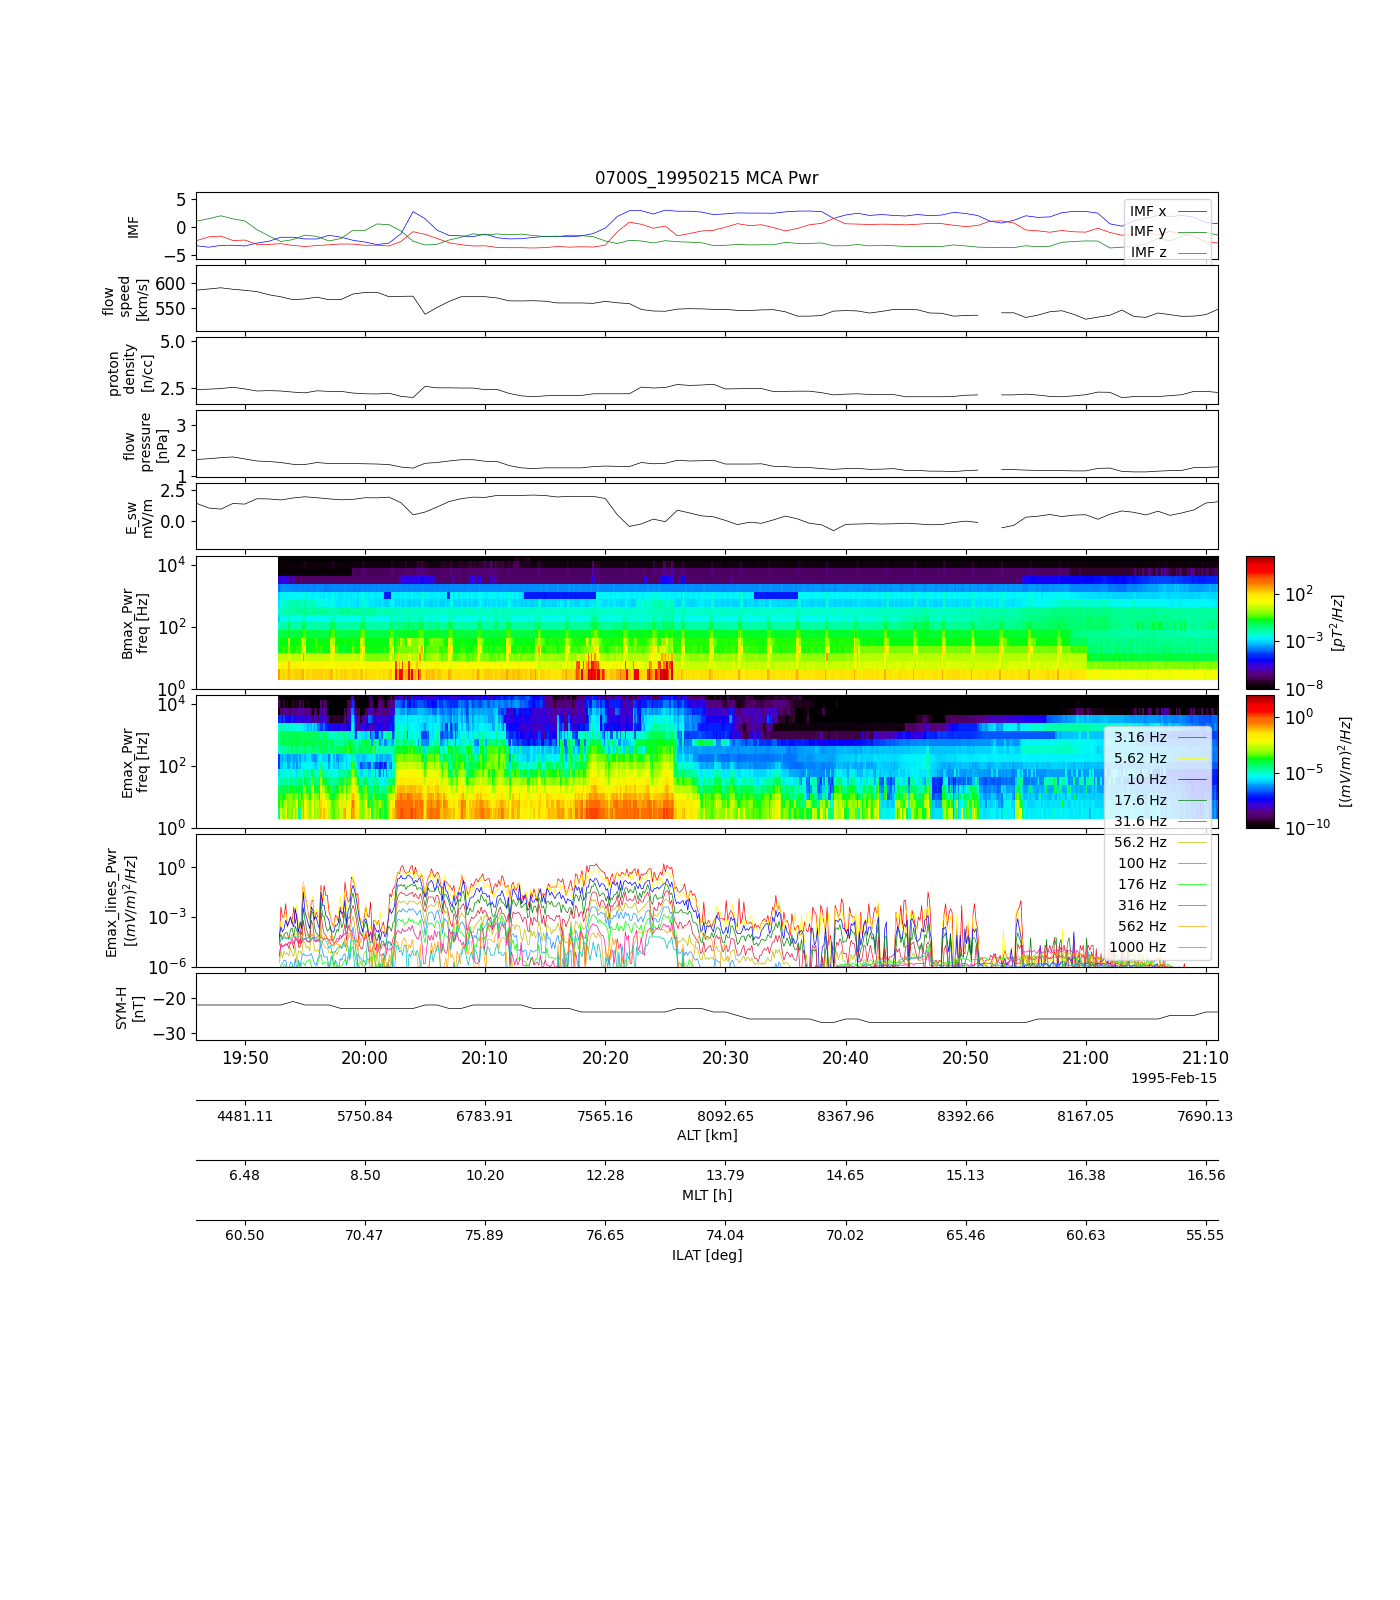 0700S_19950215 MCA Pwr
5
0
−5
IMF
IMF x
IMF y
IMF z
600
550
flow
speed
[km/s]
5.0
2.5
proton
density
[n/cc]
3
2
1
flow
pressure
[nPa]
2.5
0.0
E_sw
mV/m
10^4
10^2
10^0
Bmax_Pwr
freq [Hz]
10^2
10^−3
10^−8
[pT^2/Hz]
10^4
10^2
10^0
Emax_Pwr
freq [Hz]
10^0
10^−5
10^−10
[(mV/m)^2/Hz]
3.16 Hz
5.62 Hz
10 Hz
17.6 Hz
31.6 Hz
56.2 Hz
100 Hz
176 Hz
316 Hz
562 Hz
1000 Hz
10^0
10^−3
10^−6
Emax_lines_Pwr
[(mV/m)^2/Hz]
−20
−30
SYM-H
[nT]
19:50 20:00 20:10 20:20 20:30 20:40 20:50 21:00 21:10
1995-Feb-15
4481.11 5750.84 6783.91 7565.16 8092.65 8367.96 8392.66 8167.05 7690.13
ALT [km]
6.48 8.50 10.20 12.28 13.79 14.65 15.13 16.38 16.56
MLT [h]
60.50 70.47 75.89 76.65 74.04 70.02 65.46 60.63 55.55
ILAT [deg]